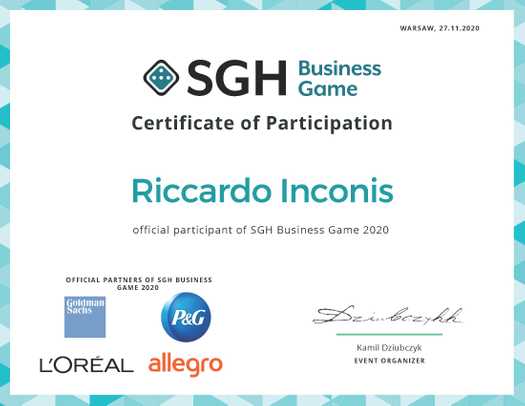 WARSAW, 27.11.2020
SGH Business
Game
Certificate of Participation
Riccardo Inconis
official participant of SGH Business Game 2020
OFFICIAL PARTNERS OF SGH BUSINESS
GAME 2020
Goldman
Sachs
P&G
L'ORÉAL
allegro
Dziubczykk
Kamil Dziubczyk
EVENT ORGANIZER